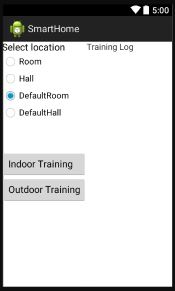 5:00
SmartHome
Select location
Training Log
Room
Hall
DefaultRoom
DefaultHall
Indoor Training
Outdoor Training